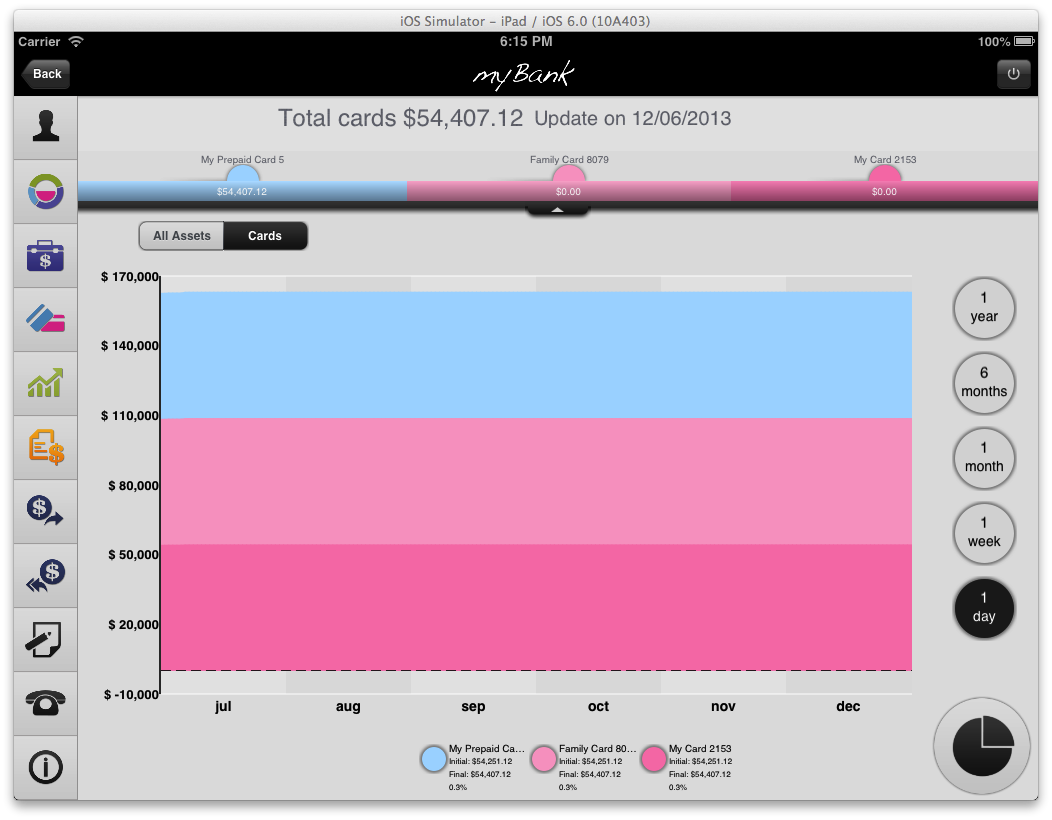 iOS Simulator – iPad / iOS 6.0 (10A403)
Carrier 6:15 PM 100%
Back myBank
Total cards $54,407.12 Update on 12/06/2013
My Prepaid Card 5 Family Card 8079 My Card 2153
$54,407.12 $0.00 $0.00
All Assets Cards
$ 170,000
$ 140,000
$ 110,000
$ 80,000
$ 50,000
$ 20,000
$ -10,000
jul aug sep oct nov dec
1
year
6
months
1
month
1
week
1
day
My Prepaid Ca...
Initial: $54,251.12
Final: $54,407.12
0.3%
Family Card 80...
Initial: $54,251.12
Final: $54,407.12
0.3%
My Card 2153
Initial: $54,251.12
Final: $54,407.12
0.3%